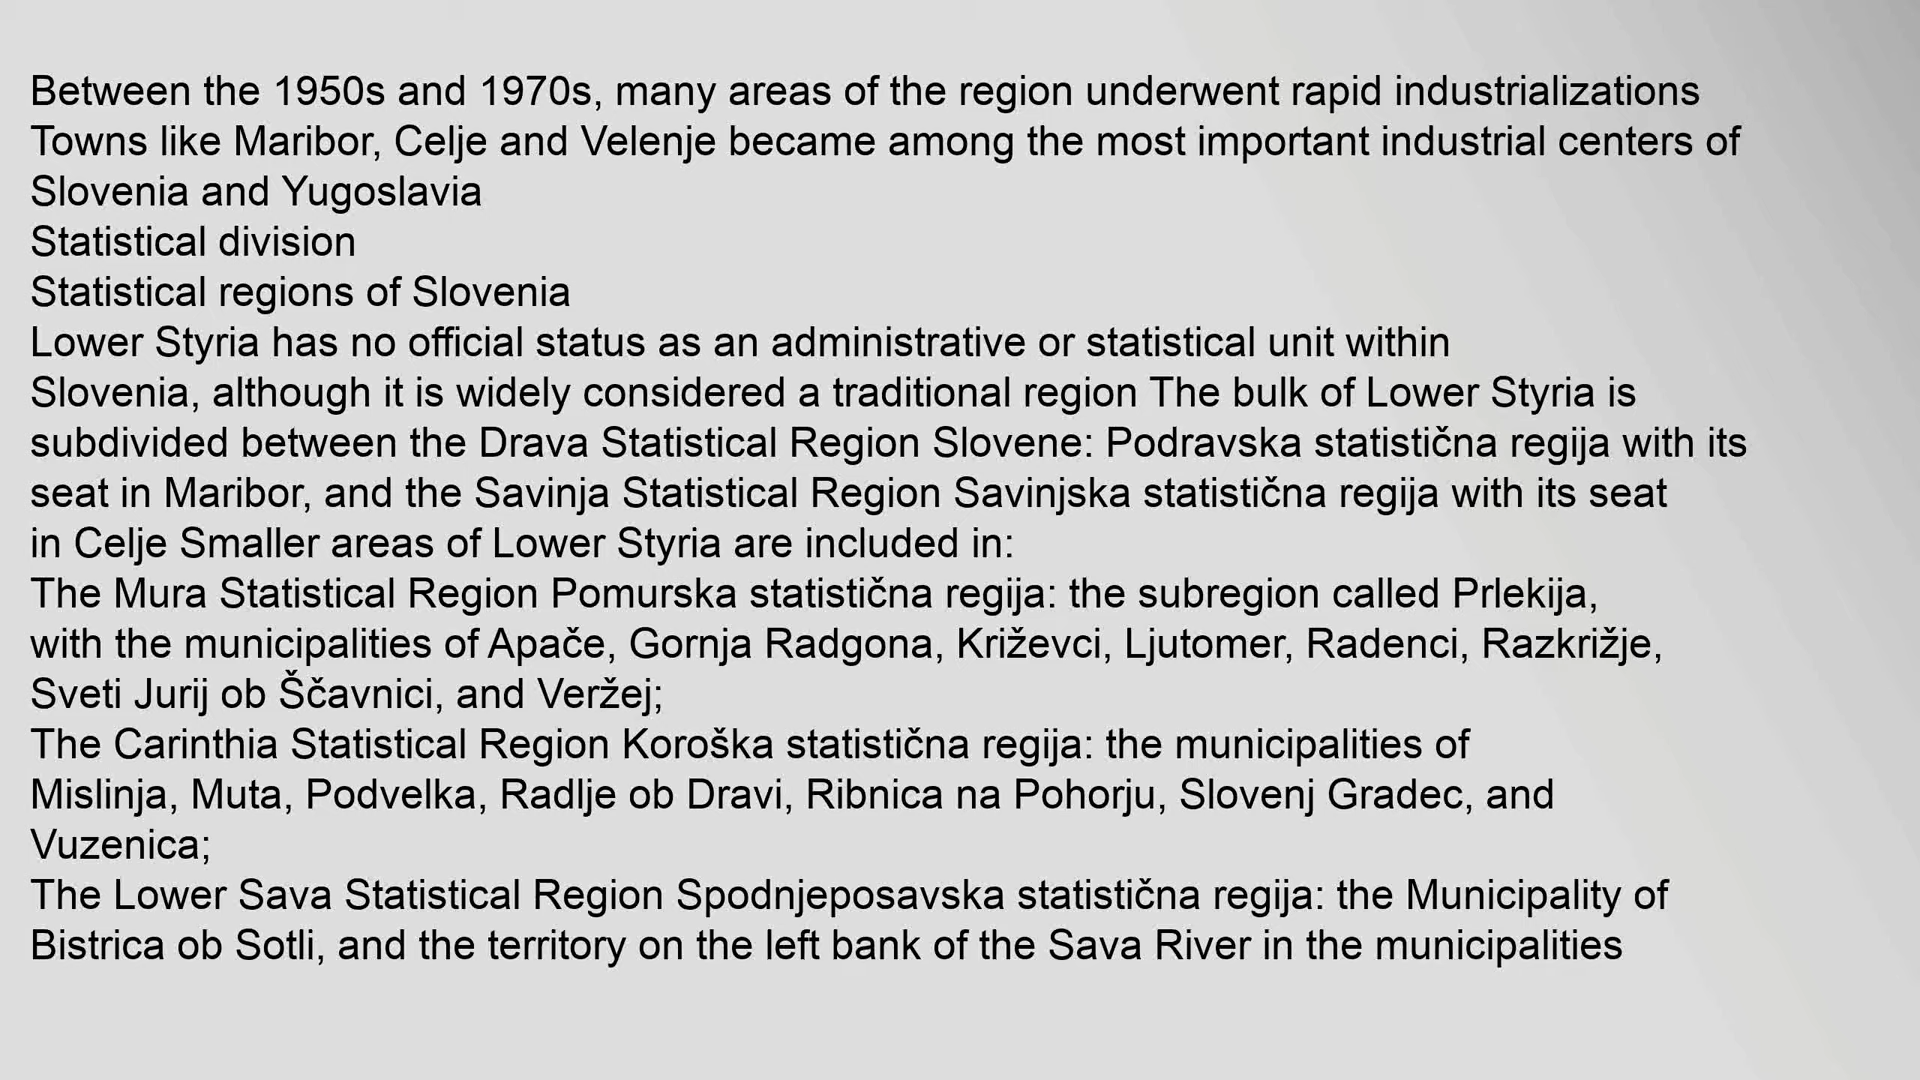 Between the 1950s and 1970s, many areas of the region underwent rapid industrializations
Towns like Maribor, Celje and Velenje became among the most important industrial centers of
Slovenia and Yugoslavia
Statistical division
Statistical regions of Slovenia
Lower Styria has no official status as an administrative or statistical unit within
Slovenia, although it is widely considered a traditional region The bulk of Lower Styria is
subdivided between the Drava Statistical Region Slovene: Podravska statistična regija with its
seat in Maribor, and the Savinja Statistical Region Savinjska statistična regija with its seat
in Celje Smaller areas of Lower Styria are included in:
The Mura Statistical Region Pomurska statistična regija: the subregion called Prlekija,
with the municipalities of Apače, Gornja Radgona, Križevci, Ljutomer, Radenci, Razkrižje,
Sveti Jurij ob Ščavnici, and Veržej;
The Carinthia Statistical Region Koroška statistična regija: the municipalities of
Mislinja, Muta, Podvelka, Radlje ob Dravi, Ribnica na Pohorju, Slovenj Gradec, and
Vuzenica;
The Lower Sava Statistical Region Spodnjeposavska statistična regija: the Municipality of
Bistrica ob Sotli, and the territory on the left bank of the Sava River in the municipalities